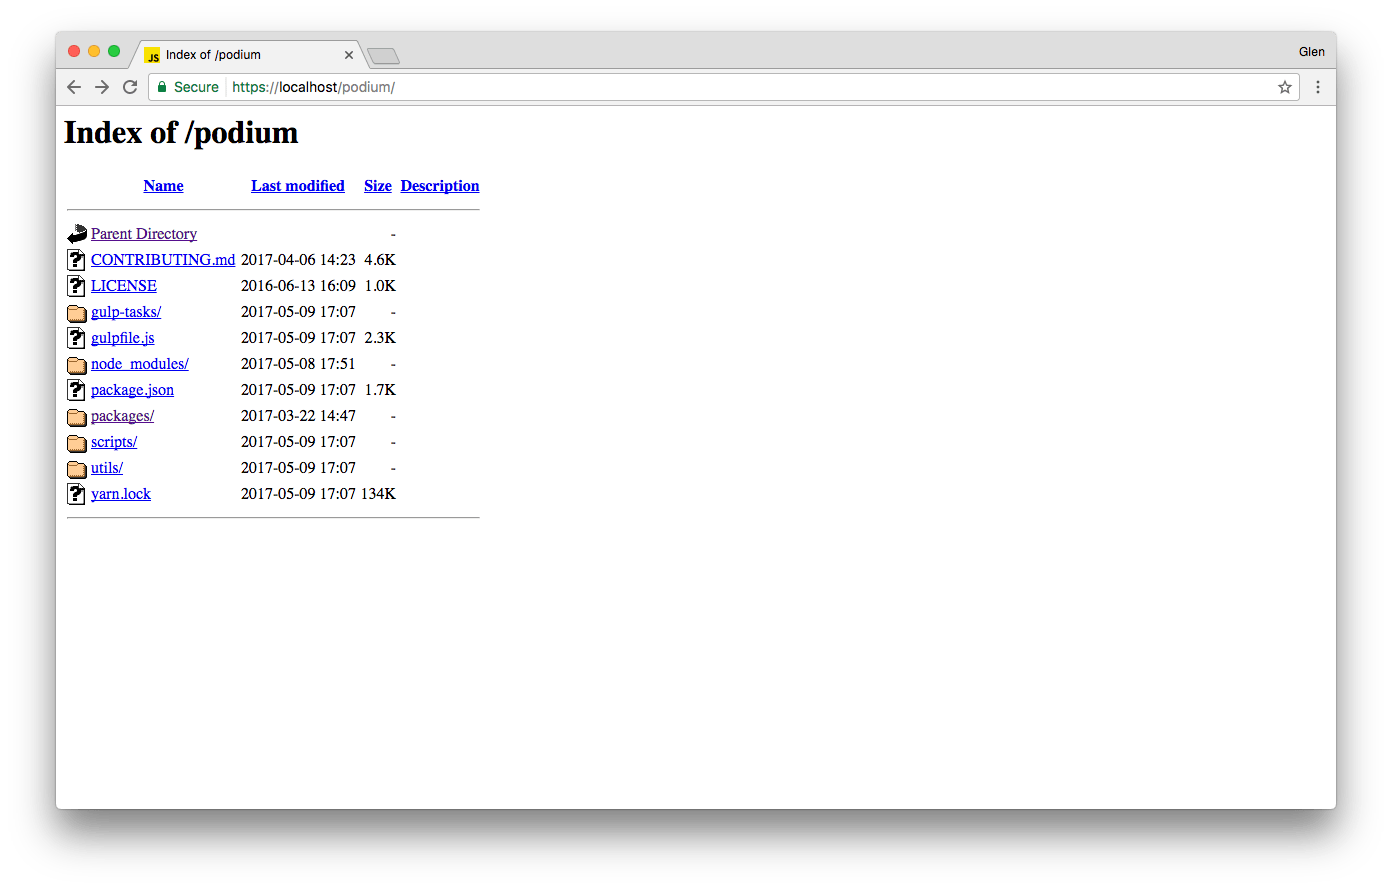 JS Index of /podium
Glen
Secure https://localhost/podium/
Index of /podium
Name Last modified Size Description
Parent Directory -
CONTRIBUTING.md 2017-04-06 14:23 4.6K
LICENSE 2016-06-13 16:09 1.0K
gulp-tasks/ 2017-05-09 17:07 -
gulpfile.js 2017-05-09 17:07 2.3K
node_modules/ 2017-05-08 17:51 -
package.json 2017-05-09 17:07 1.7K
packages/ 2017-03-22 14:47 -
scripts/ 2017-05-09 17:07 -
utils/ 2017-05-09 17:07 -
yarn.lock 2017-05-09 17:07 134K